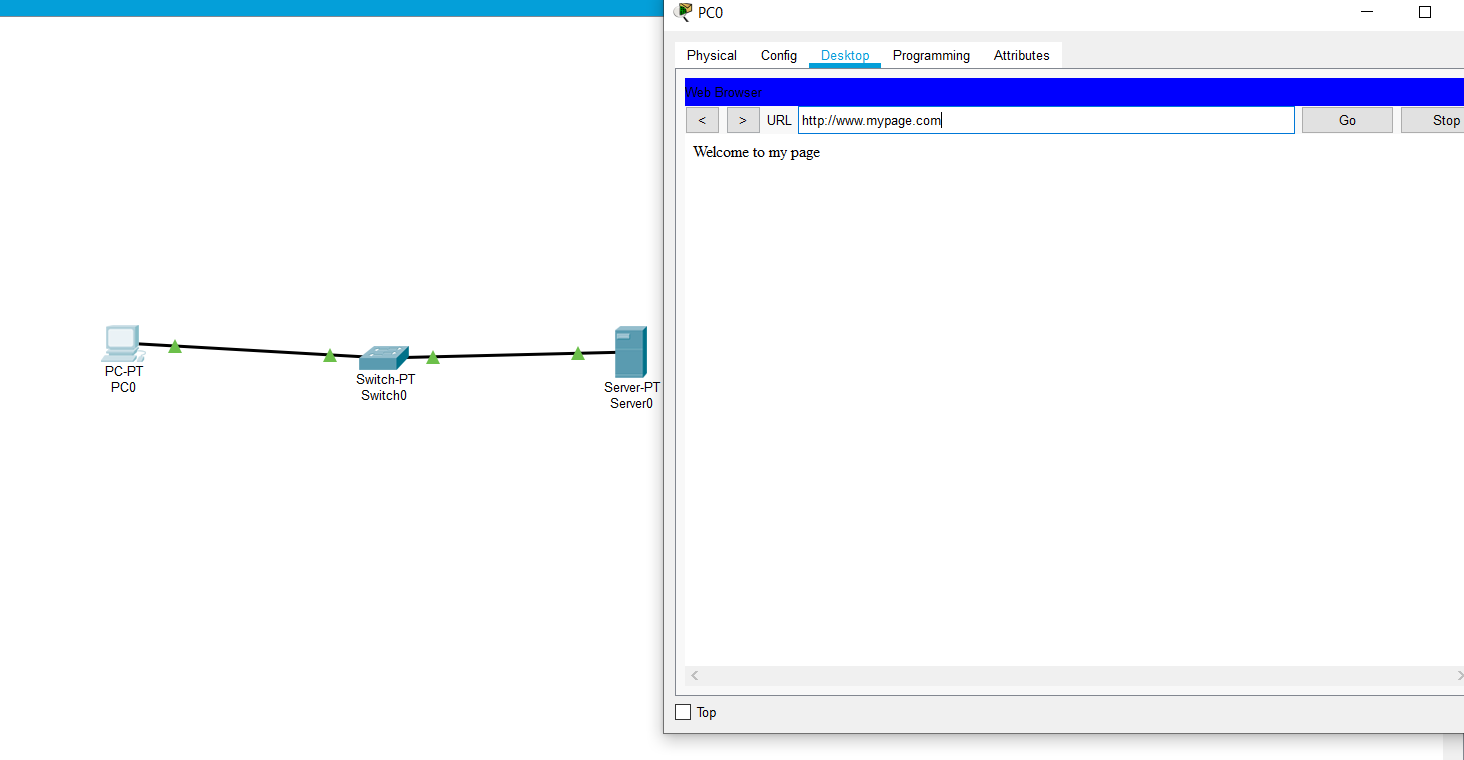 PC0
Physical Config Desktop Programming Attributes
Web Browser
< > URL http://www.mypage.com Go Stop
Welcome to my page
PC-PT
PC0
Switch-PT
Switch0
Server-PT
Server0
Top